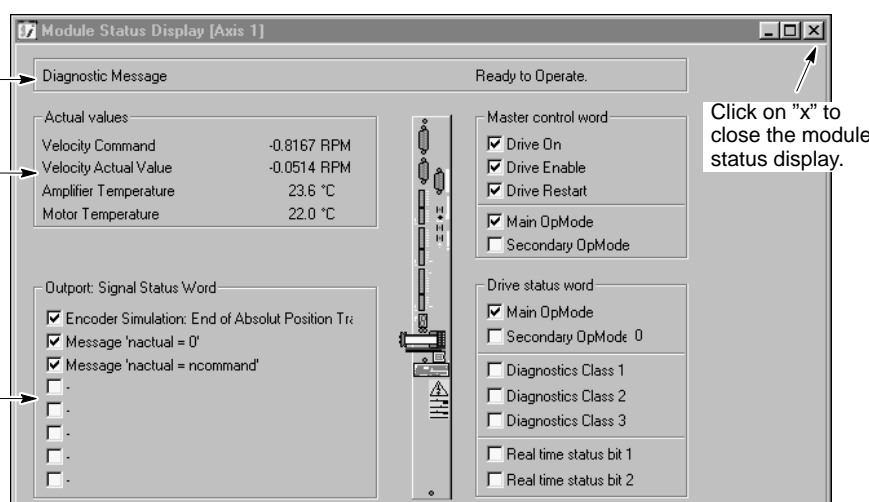 Module Status Display [Axis 1]
Diagnostic Message Ready to Operate.
Click on ”x” to
close the module
status display.
Actual values
Velocity Command -0.8167 RPM
Velocity Actual Value -0.0514 RPM
Amplifier Temperature 23.6 °C
Motor Temperature 22.0 °C
Master control word
Drive On
Drive Enable
Drive Restart
Main OpMode
Secondary OpMode
Outport: Signal Status Word
Encoder Simulation: End of Absolut Position Tra
Message 'nactual = 0'
Message 'nactual = ncommand'
-
-
-
-
-
Drive status word
Main OpMode
Secondary OpMode 0
Diagnostics Class 1
Diagnostics Class 2
Diagnostics Class 3
Real time status bit 1
Real time status bit 2